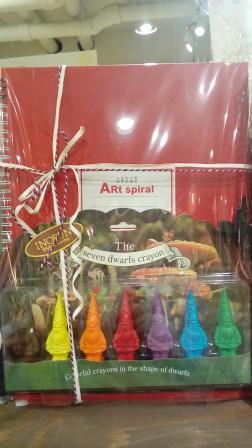 ARt spiral
The
seven dwarfs crayon
Colorful crayons in the shape of dwarfs